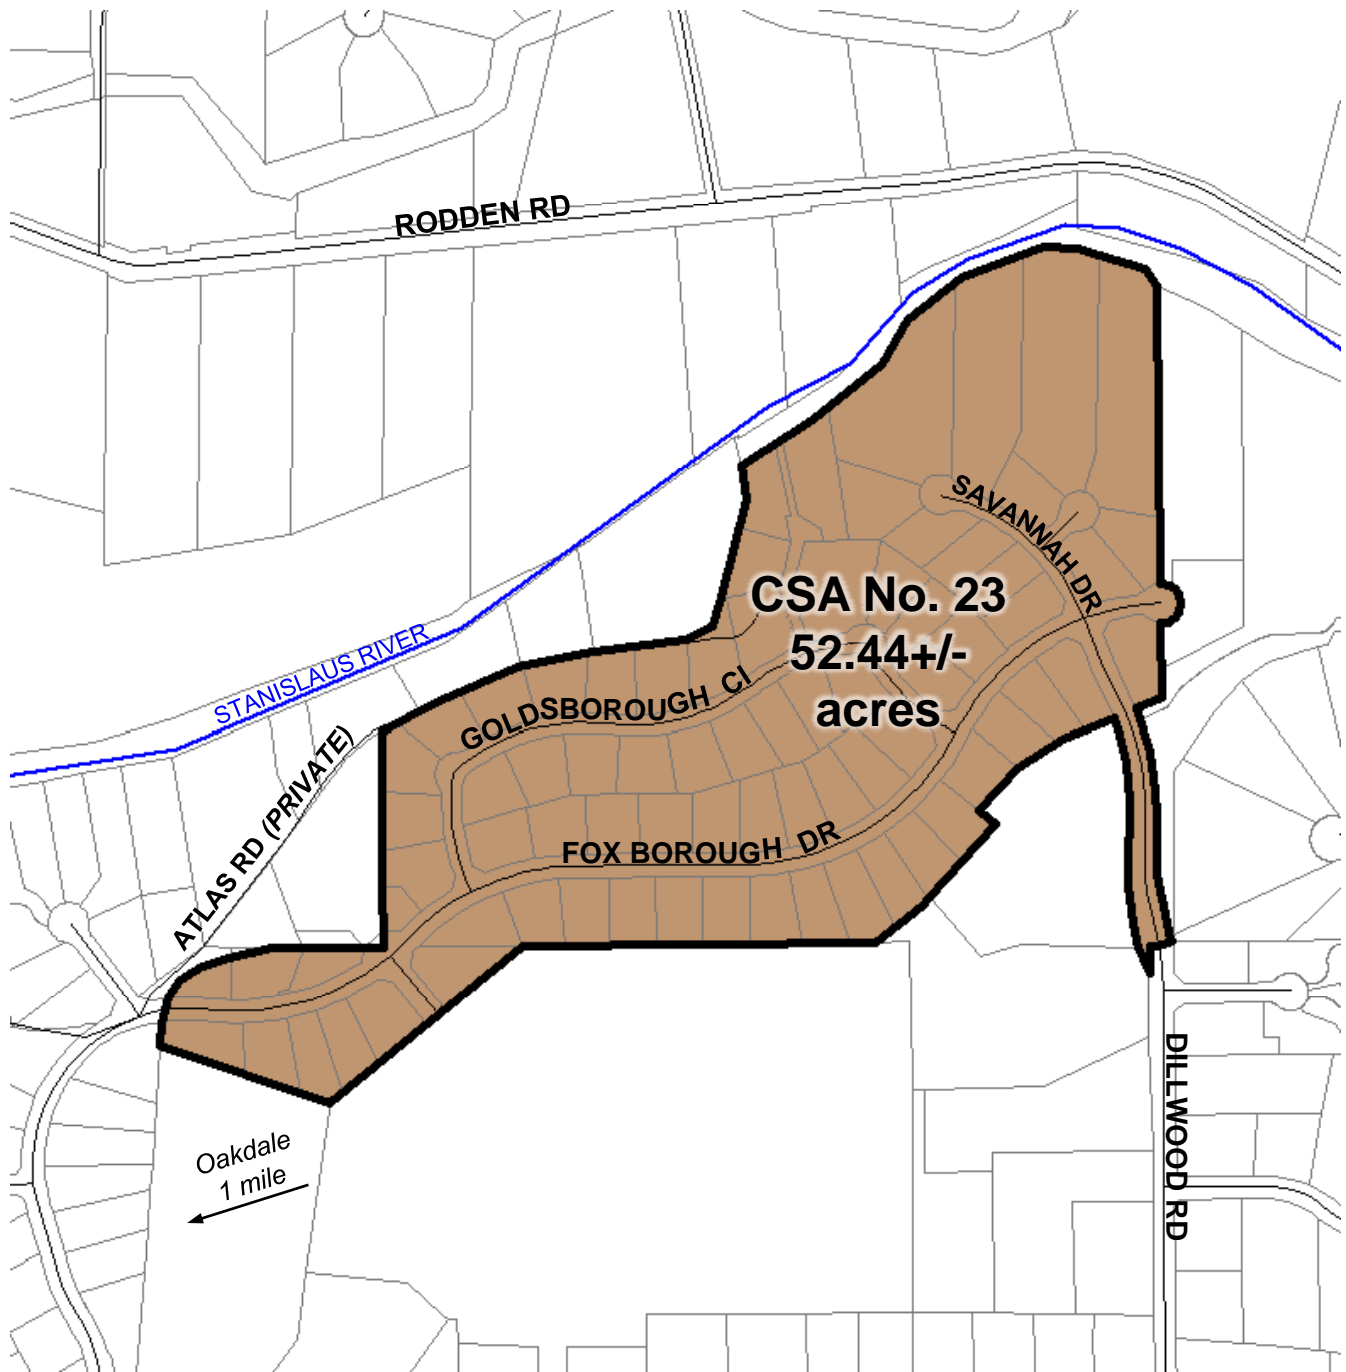 RODDEN RD
SAVANNAH DR
CSA No. 23
52.44+/-
acres
STANISLAUS RIVER
GOLDSBOROUGH CI
ATLAS RD (PRIVATE)
FOX BOROUGH DR
DILLWOOD RD
Oakdale
1 mile